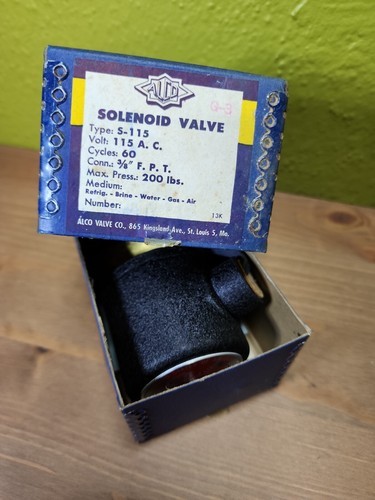 ALCO
Q-3
SOLENOID VALVE
Type: S-115
Volt: 115 A. C.
Cycles: 60
Conn.: ⅜" F. P. T.
Max. Press.: 200 lbs.
Medium:
Refrig. - Brine - Water - Gas - Air
Number:
13K
ALCO VALVE CO., 865 Kingsland Ave., St. Louis 5, Mo.